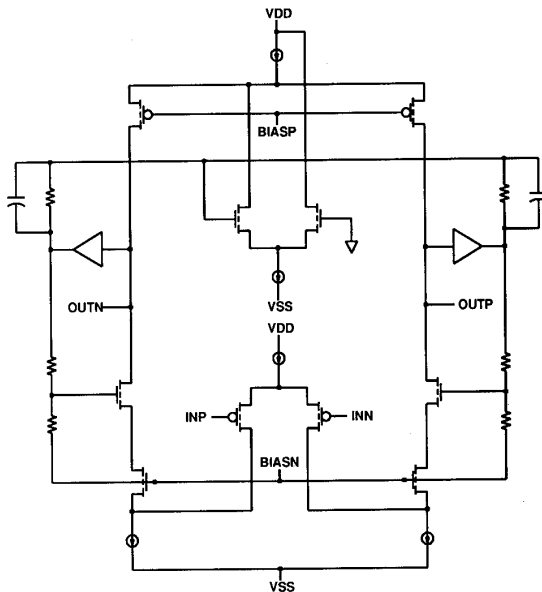 VDD
BIASP
OUTN
OUTP
VSS
VDD
INP
INN
BIASN
VSS